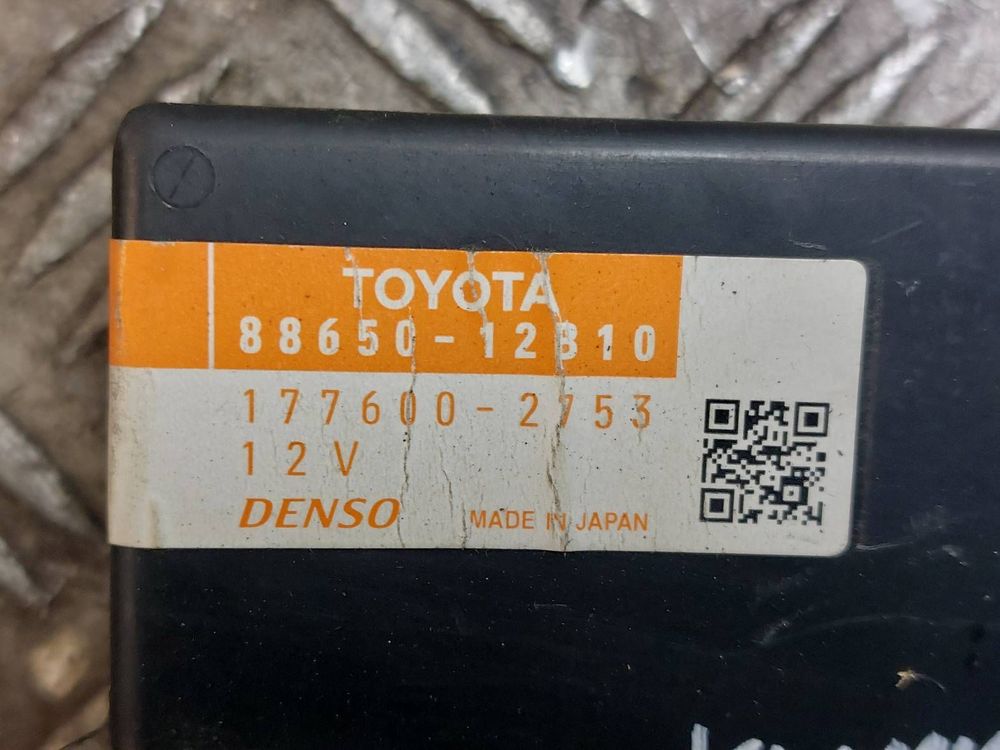 TOYOTA
88650-12B10
177600-2753
12V
DENSO MADE IN JAPAN